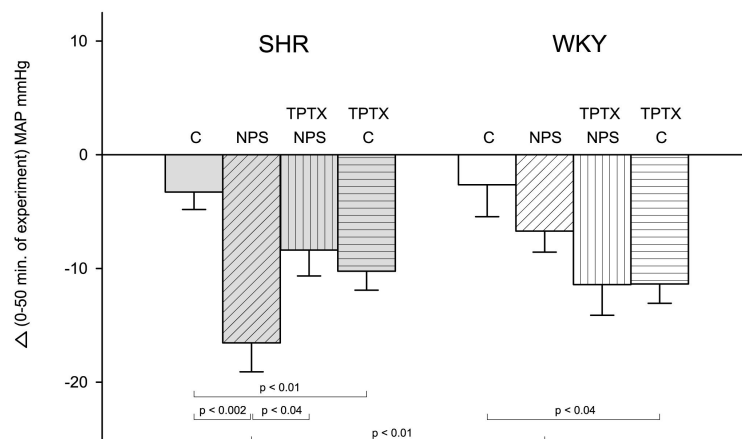 SHR WKY
10
TPTX TPTX TPTX TPTX
C NPS NPS C C NPS NPS C
0
-10
-20
Δ (0-50 min. of experiment) MAP mmHg
p < 0.01
p < 0.002 p < 0.04 p < 0.04
p < 0.01